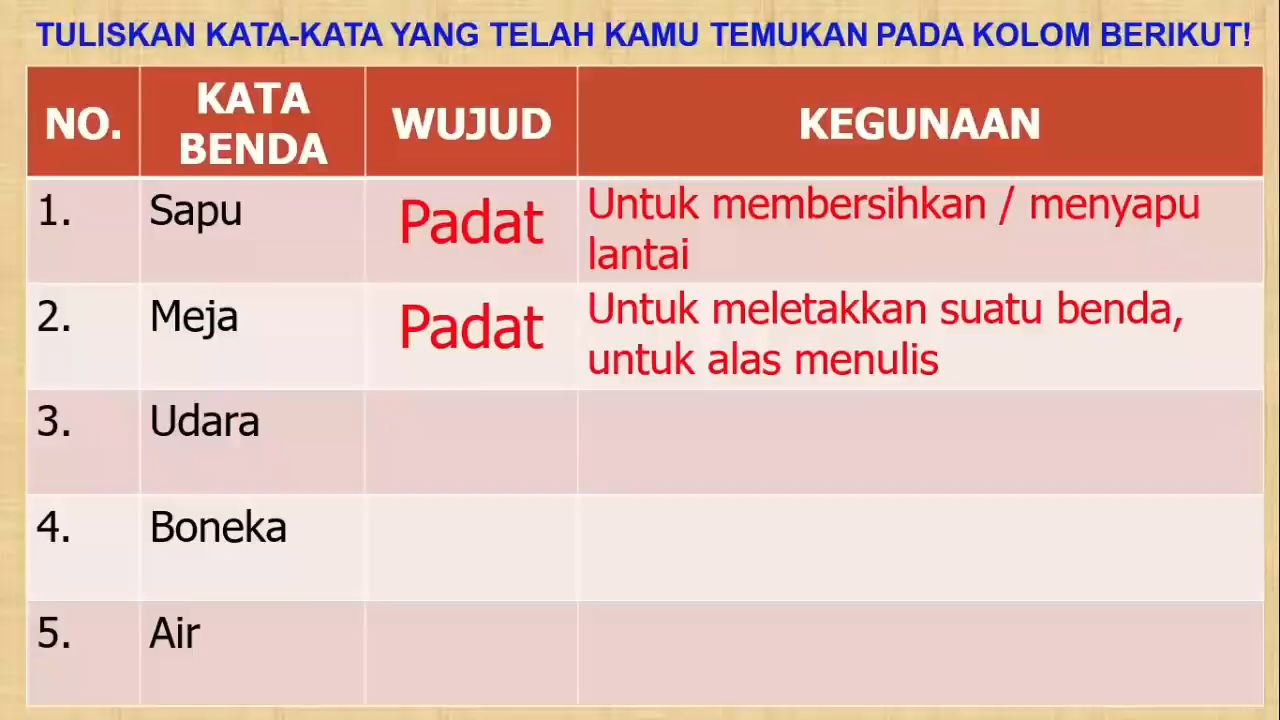 TULISKAN KATA-KATA YANG TELAH KAMU TEMUKAN PADA KOLOM BERIKUT!
NO. KATA BENDA WUJUD KEGUNAAN
1. Sapu Padat Untuk membersihkan / menyapu
lantai
2. Meja Padat Untuk meletakkan suatu benda,
untuk alas menulis
3. Udara
4. Boneka
5. Air